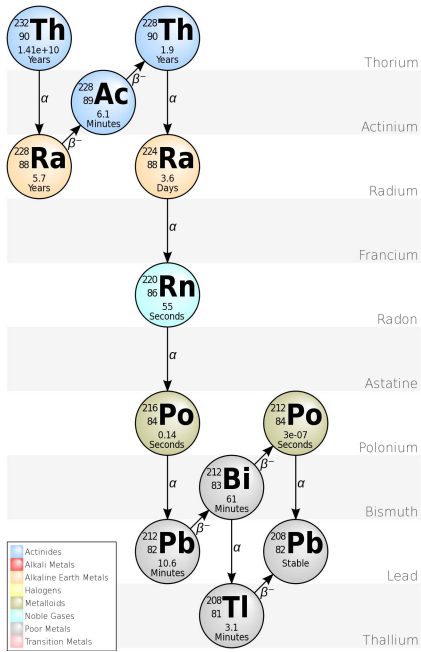 232 90 Th 1.41e+10 Years
228 90 Th 1.9 Years
Thorium
α
β⁻
α
228 89 Ac 6.1 Minutes
Actinium
β⁻
228 88 Ra 5.7 Years
224 88 Ra 3.6 Days
Radium
α
Francium
220 86 Rn 55 Seconds
Radon
α
Astatine
216 84 Po 0.14 Seconds
212 84 Po 3e-07 Seconds
Polonium
β⁻
α
212 83 Bi 61 Minutes
α
Bismuth
β⁻
212 82 Pb 10.6 Minutes
α
208 82 Pb Stable
Lead
β⁻
208 81 Tl 3.1 Minutes
Thallium
Actinides
Alkali Metals
Alkaline Earth Metals
Halogens
Metalloids
Noble Gases
Poor Metals
Transition Metals